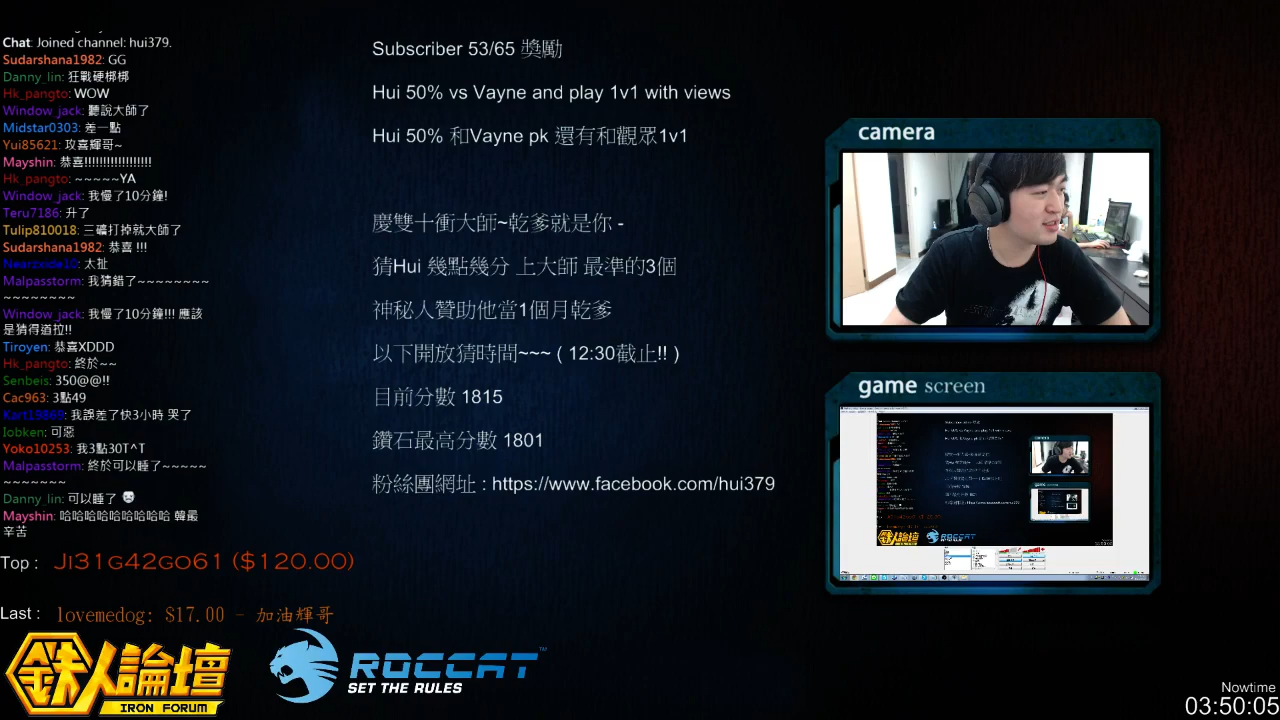 Chat: Joined channel: hui379.
Sudarshana1982: GG
Danny_lin: 狂戰硬梆梆
Hk_pangto: WOW
Window_jack: 聽說大師了
Midstar0303: 差一點
Yui85621: 攻喜輝哥~
Mayshin: 恭喜!!!!!!!!!!!!!!!!!!
Hk_pangto: ~~~~~YA
Window_jack: 我慢了10分鐘!
Teru7186: 升了
Tulip810018: 三礦打掉就大師了
Sudarshana1982: 恭喜 !!!
Nearzxide10: 太扯
Malpasstorm: 我猜錯了~~~~~~~~
~~~~~~~~
Window_jack: 我慢了10分鐘!!! 應該
是猜得道拉!!
Tiroyen: 恭喜XDDD
Hk_pangto: 終於~~
Senbeis: 350@@!!
Cac963: 3點49
Kart19869: 我誤差了快3小時 哭了
Iobken: 可惡
Yoko10253: 我3點30T^T
Malpasstorm: 終於可以睡了~~~~~
~~~~~~~
Danny_lin: 可以睡了
Mayshin: 哈哈哈哈哈哈哈哈 韓最
辛苦
Top : Ji31g42go61 ($120.00)
Last : lovemedog: $17.00 - 加油輝哥
鉄人論壇
IRON FORUM
ROCCAT™
SET THE RULES
Subscriber 53/65 獎勵
Hui 50% vs Vayne and play 1v1 with views
Hui 50% 和Vayne pk 還有和觀眾1v1
慶雙十衝大師~乾爹就是你 -
猜Hui 幾點幾分 上大師 最準的3個
神秘人贊助他當1個月乾爹
以下開放猜時間~~~ ( 12:30截止!! )
目前分數 1815
鑽石最高分數 1801
粉絲團網址 : https://www.facebook.com/hui379
camera
game screen
Nowtime
03:50:05